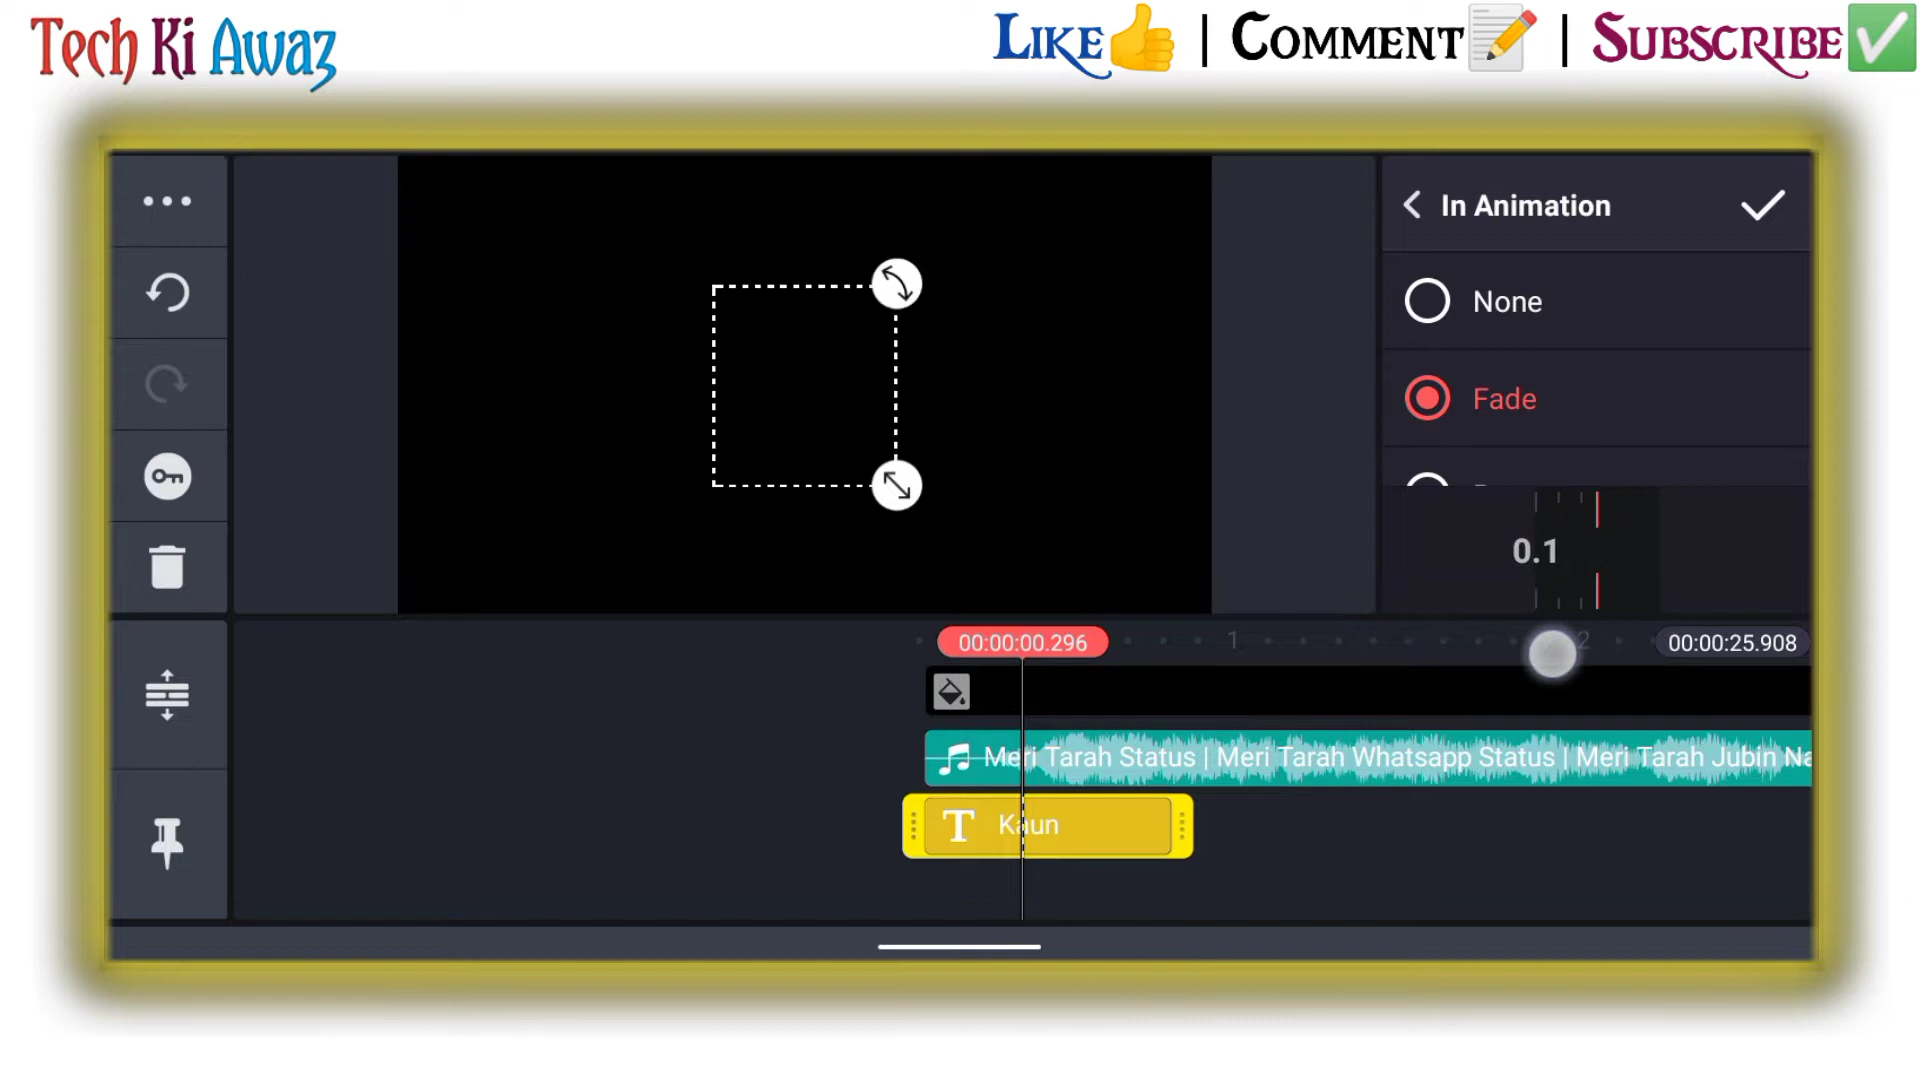 Tech Ki Awaz
Like | Comment | Subscribe
In Animation
None
Fade
0.1
00:00:00.296
1
2
00:00:25.908
Meri Tarah Status | Meri Tarah Whatsapp Status | Meri Tarah Jubin Na
T Kaun